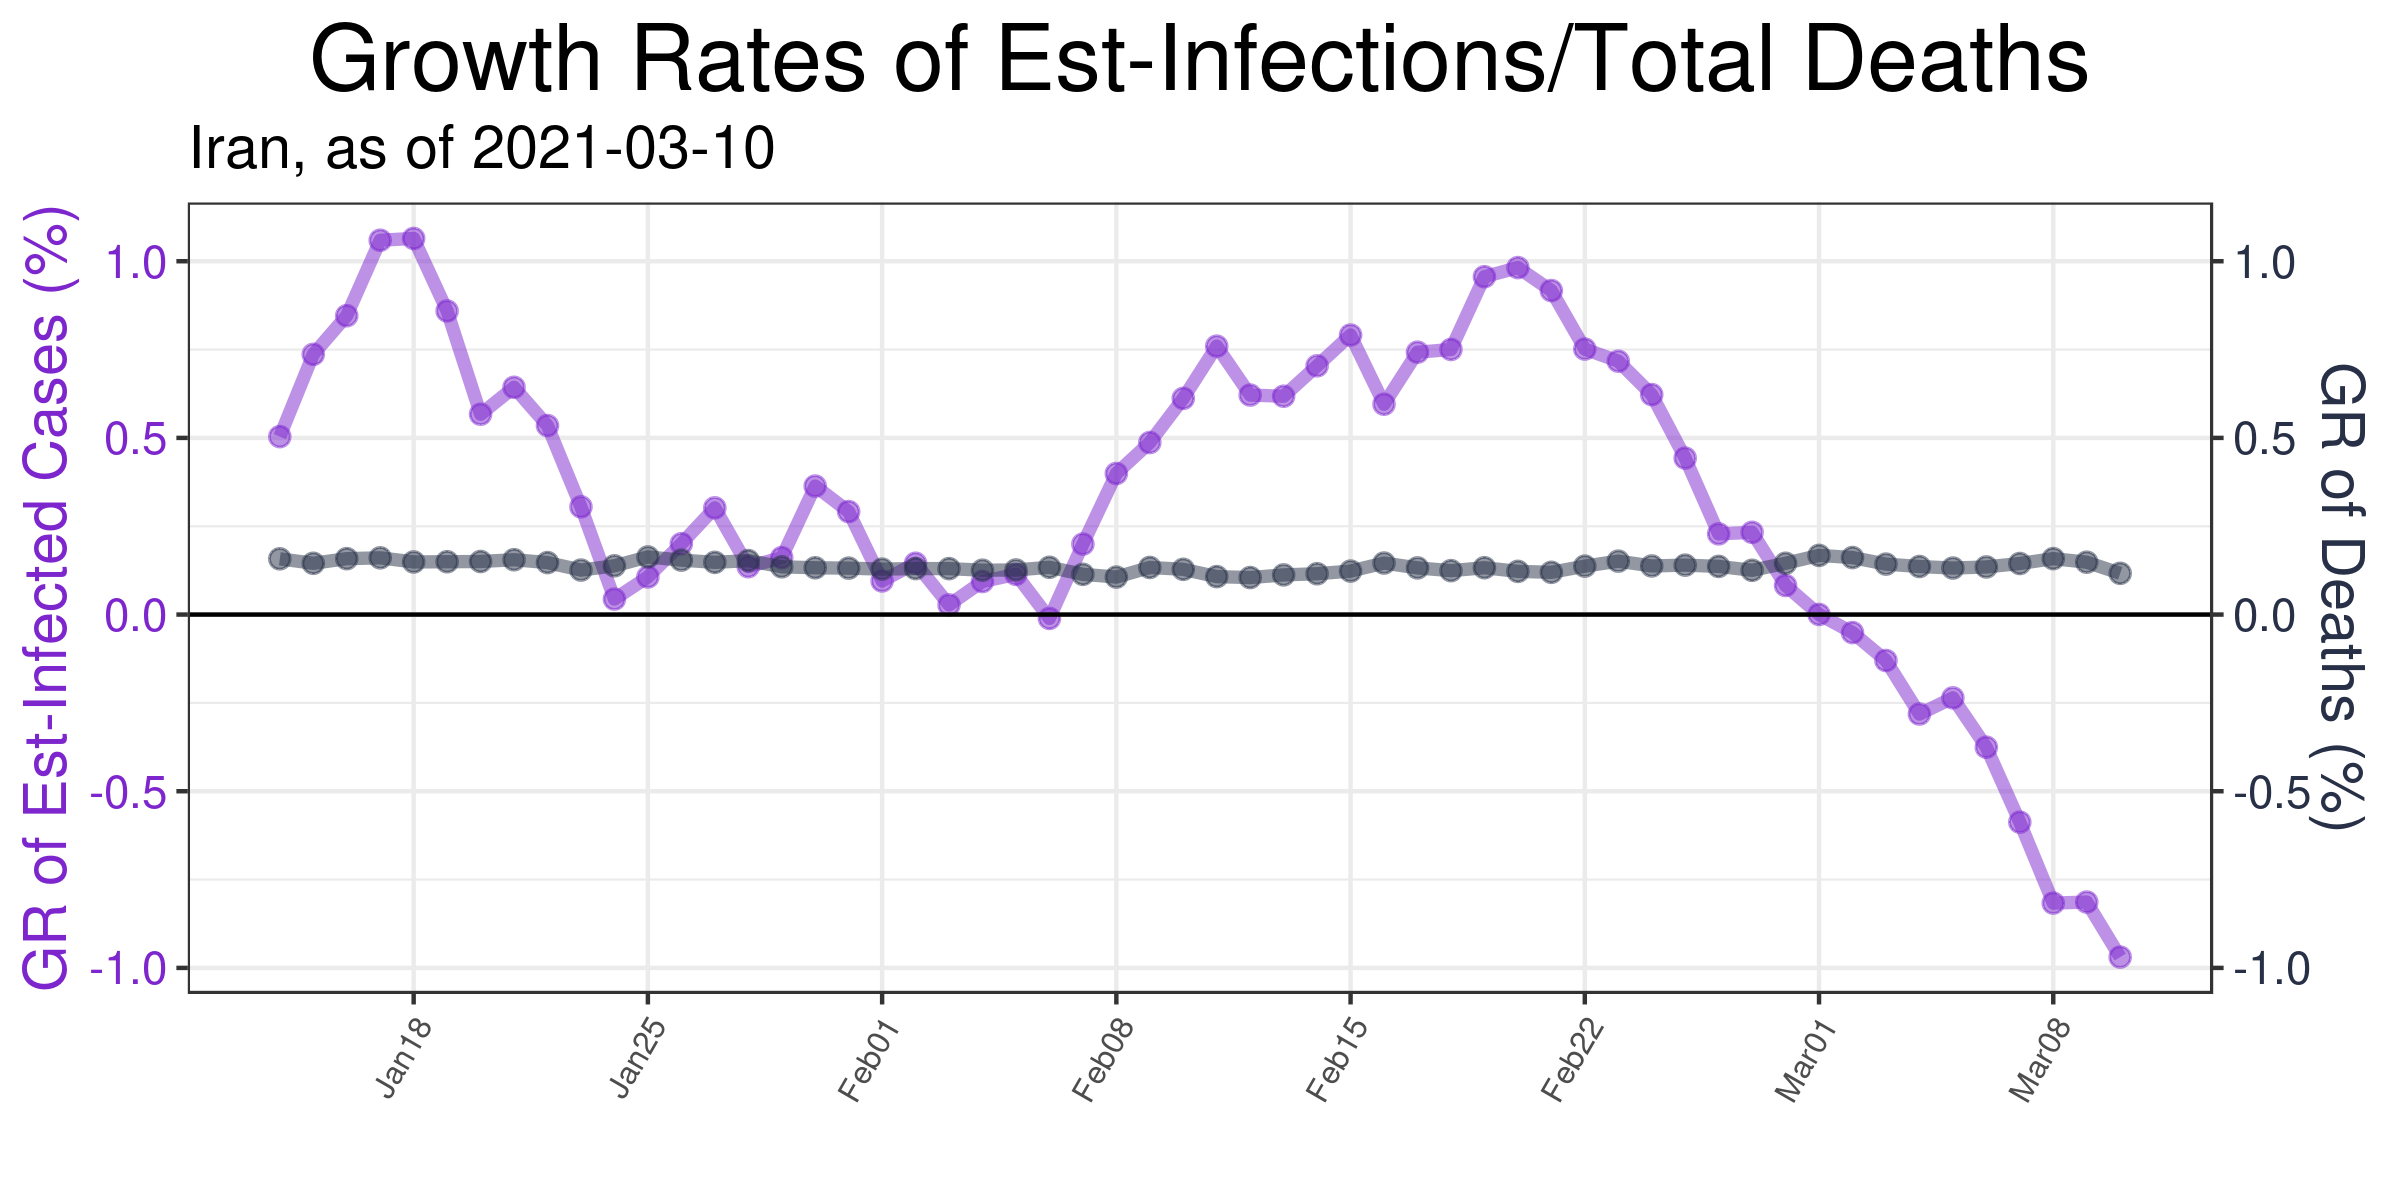 Growth Rates of Est-Infections/Total Deaths
Iran, as of 2021-03-10
GR of Est-Infected Cases (%)
1.0
0.5
0.0
-0.5
-1.0
1.0
0.5
0.0
-0.5
-1.0
GR of Deaths (%)
Jan18
Jan25
Feb01
Feb08
Feb15
Feb22
Mar01
Mar08